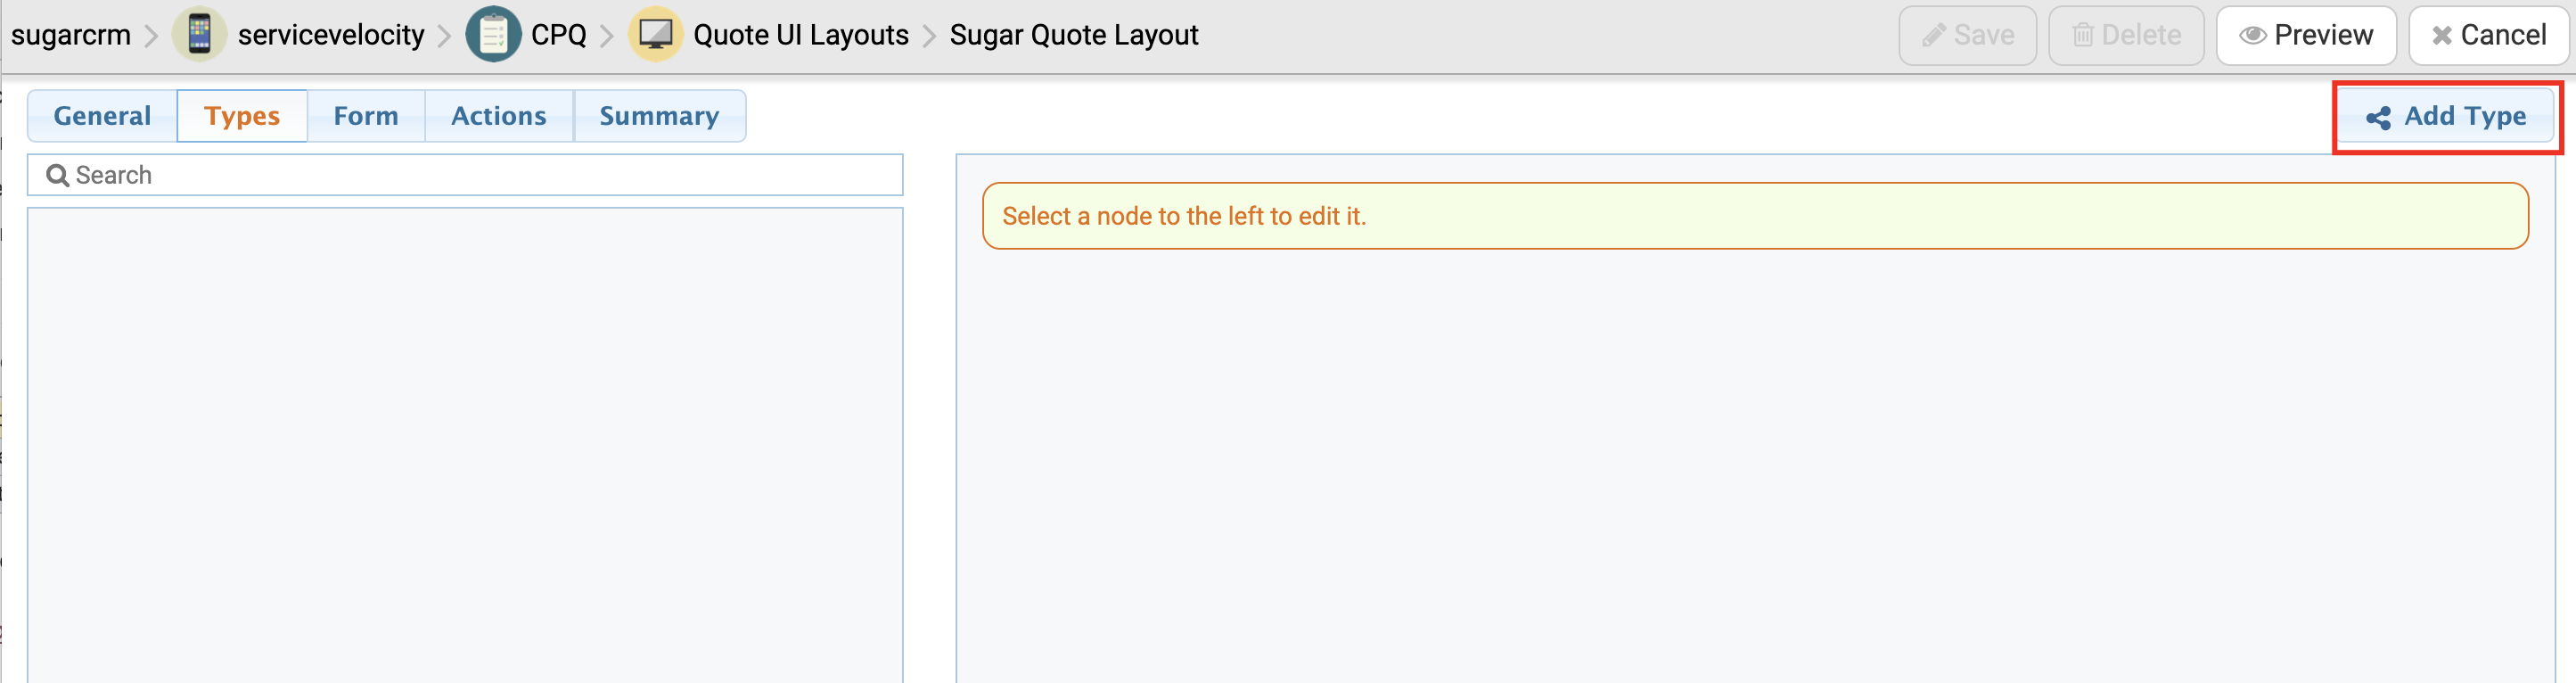 sugarcrm servicevelocity CPQ Quote UI Layouts Sugar Quote Layout Save Delete Preview Cancel
General Types Form Actions Summary Add Type
Search
Select a node to the left to edit it.